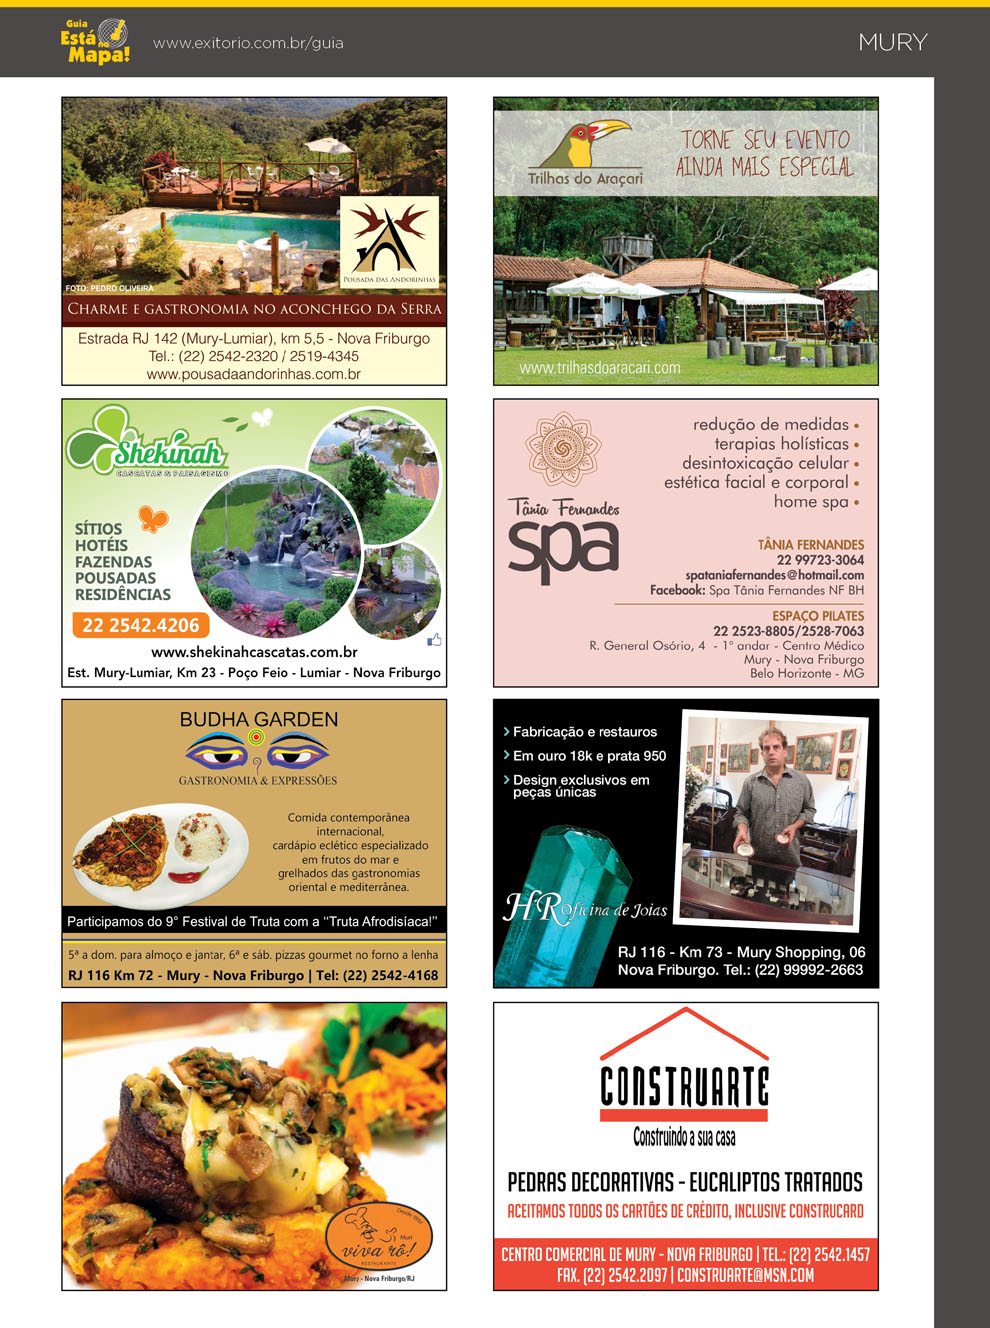 Guia
Está no
Mapa!
www.exitorio.com.br/guia
MURY
POUSADA DAS ANDORINHAS
FOTO: PEDRO OLIVEIRA
CHARME E GASTRONOMIA NO ACONCHEGO DA SERRA
Estrada RJ 142 (Mury-Lumiar), km 5,5 - Nova Friburgo
Tel.: (22) 2542-2320 / 2519-4345
www.pousadaandorinhas.com.br
Trilhas do Araçari
TORNE SEU EVENTO
AINDA MAIS ESPECIAL
www.trilhasdoaracari.com
Shekinah
CASCATAS & PAISAGISMO
SÍTIOS
HOTÉIS
FAZENDAS
POUSADAS
RESIDÊNCIAS
22 2542.4206
www.shekinahcascatas.com.br
Est. Mury-Lumiar, Km 23 - Poço Feio - Lumiar - Nova Friburgo
redução de medidas •
terapias holísticas •
desintoxicação celular •
estética facial e corporal •
home spa •
Tânia Fernandes
spa
TÂNIA FERNANDES
22 99723-3064
spataniafernandes@hotmail.com
Facebook: Spa Tânia Fernandes NF BH
ESPAÇO PILATES
22 2523-8805/2528-7063
R. General Osório, 4 - 1° andar - Centro Médico
Mury - Nova Friburgo
Belo Horizonte - MG
BUDHA GARDEN
GASTRONOMIA & EXPRESSÕES
Comida contemporânea
internacional,
cardápio eclético especializado
em frutos do mar e
grelhados das gastronomias
oriental e mediterrânea.
Participamos do 9° Festival de Truta com a "Truta Afrodisíaca!"
5ª a dom. para almoço e jantar, 6ª e sáb. pizzas gourmet no forno a lenha
RJ 116 Km 72 - Mury - Nova Friburgo | Tel: (22) 2542-4168
Fabricação e restauros
Em ouro 18k e prata 950
Design exclusivos em
peças únicas
HR Oficina de Joias
RJ 116 - Km 73 - Mury Shopping, 06
Nova Friburgo. Tel.: (22) 99992-2663
Desde 1992
Muri
viva rô!
RESTAURANTE
Mury - Nova Friburgo/RJ
CONSTRUARTE
Construindo a sua casa
PEDRAS DECORATIVAS - EUCALIPTOS TRATADOS
ACEITAMOS TODOS OS CARTÕES DE CRÉDITO, INCLUSIVE CONSTRUCARD
CENTRO COMERCIAL DE MURY - NOVA FRIBURGO | TEL.: (22) 2542.1457
FAX. (22) 2542.2097 | CONSTRUARTE@MSN.COM